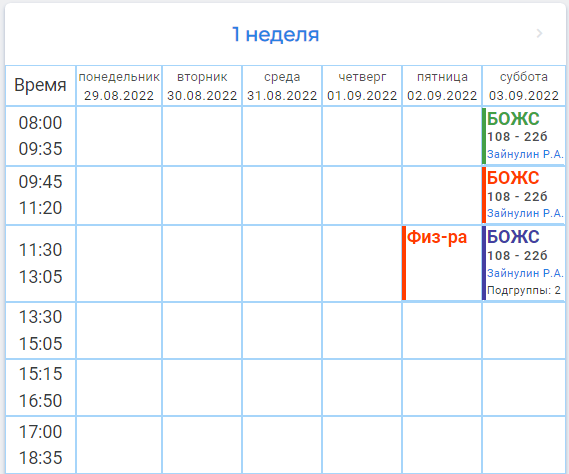 1 неделя
Время
понедельник
29.08.2022
вторник
30.08.2022
среда
31.08.2022
четверг
01.09.2022
пятница
02.09.2022
суббота
03.09.2022
08:00
09:35
БОЖС
108 - 22б
Зайнулин Р.А.
09:45
11:20
БОЖС
108 - 22б
Зайнулин Р.А.
11:30
13:05
Физ-ра
БОЖС
108 - 22б
Зайнулин Р.А.
Подгруппы: 2
13:30
15:05
15:15
16:50
17:00
18:35